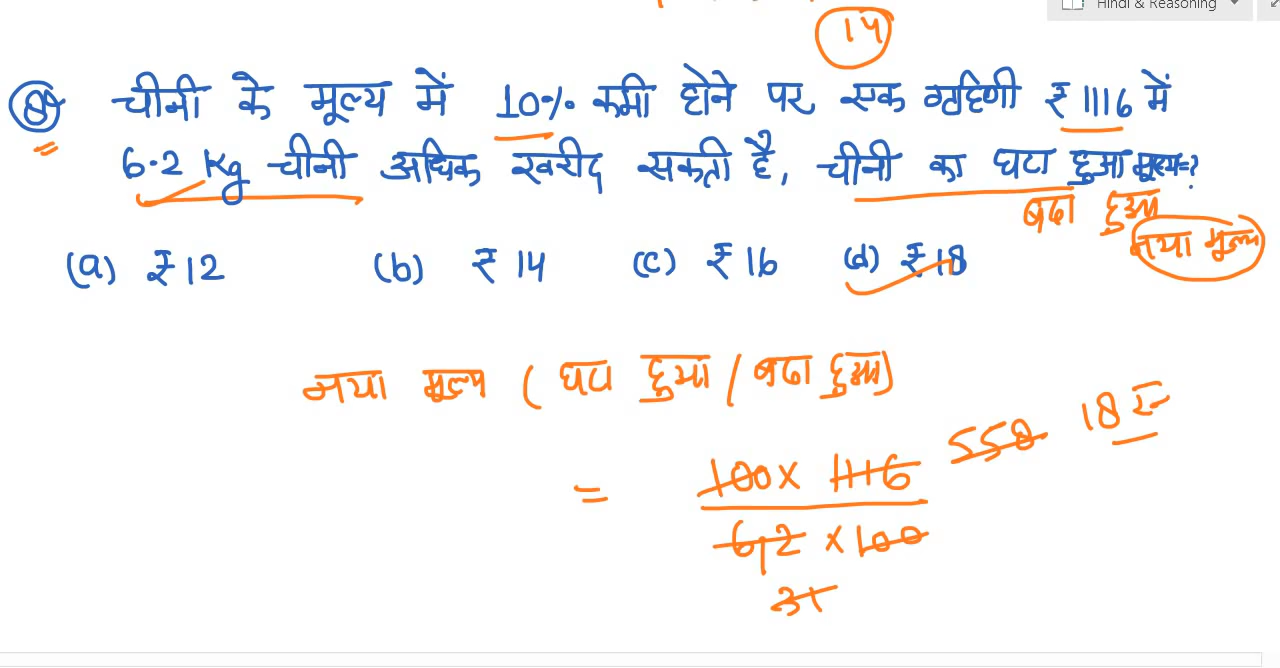 Hindi & Reasoning
14
8 चीनी के मूल्य में 10% कमी होने पर एक गृहिणी ₹ 1116 में
6.2 Kg चीनी अधिक खरीद सकती है, चीनी का घटा हुआ मूल्य=?
बढा हुआ
नया मूल्य
(a) ₹ 12 (b) ₹ 14 (c) ₹ 16 (d) ₹ 18
नया मूल्य ( घटा हुआ / बढा हुआ)
558 18
= 100 x 1116
62 x 100
31